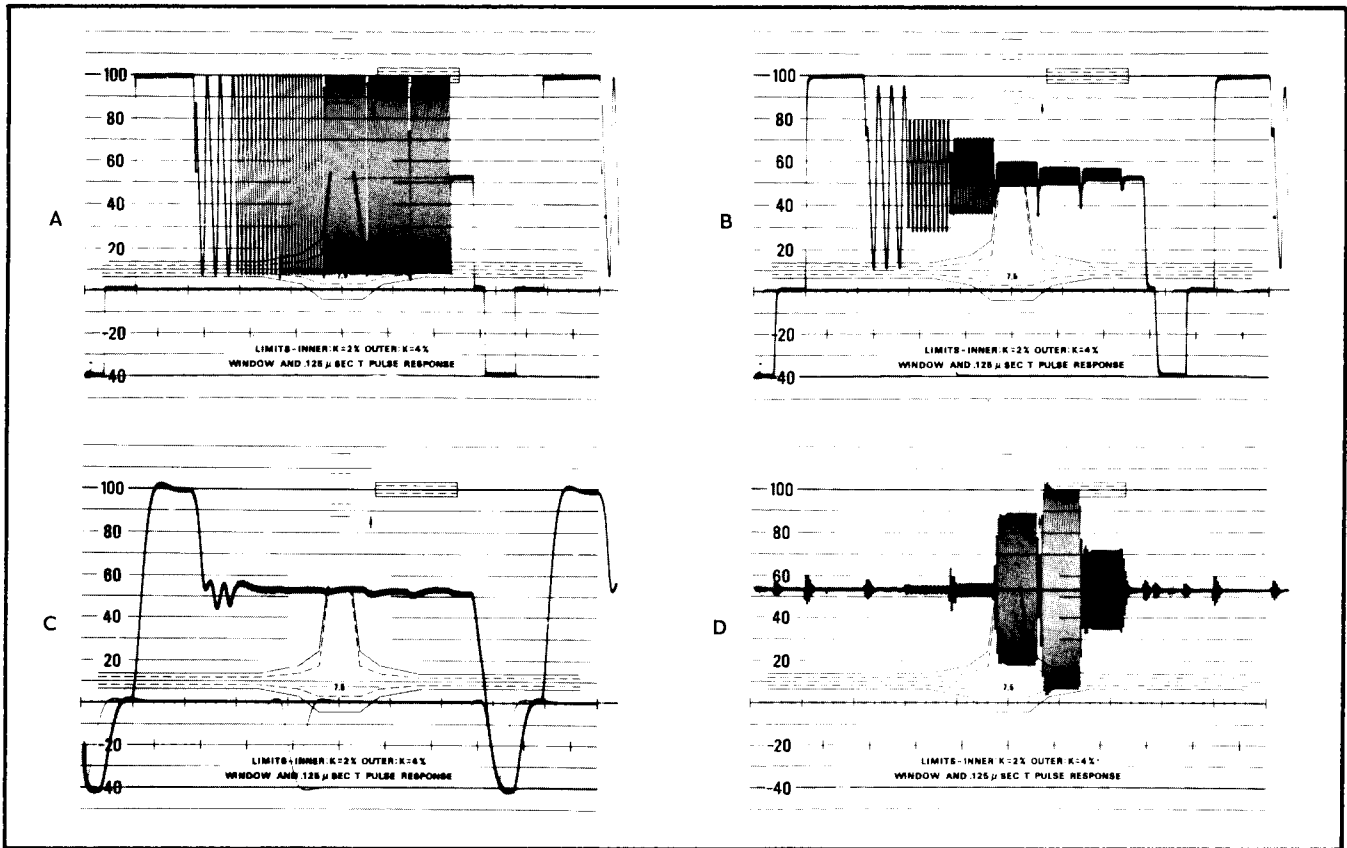 A
100
80
60
40
20
7.5
-20
LIMITS-INNER:K=2% OUTER:K=4%
WINDOW AND .125 µ SEC T PULSE RESPONSE
-40
B
100
80
60
40
20
7.5
-20
LIMITS-INNER:K=2% OUTER:K=4%
WINDOW AND .125 µ SEC T PULSE RESPONSE
-40
C
100
80
60
40
20
7.5
-20
LIMITS-INNER:K=2% OUTER:K=4%
WINDOW AND .125 µ SEC T PULSE RESPONSE
-40
D
100
80
60
40
20
7.5
-20
LIMITS-INNER:K=2% OUTER:K=4%
WINDOW AND .125 µ SEC T PULSE RESPONSE
-40